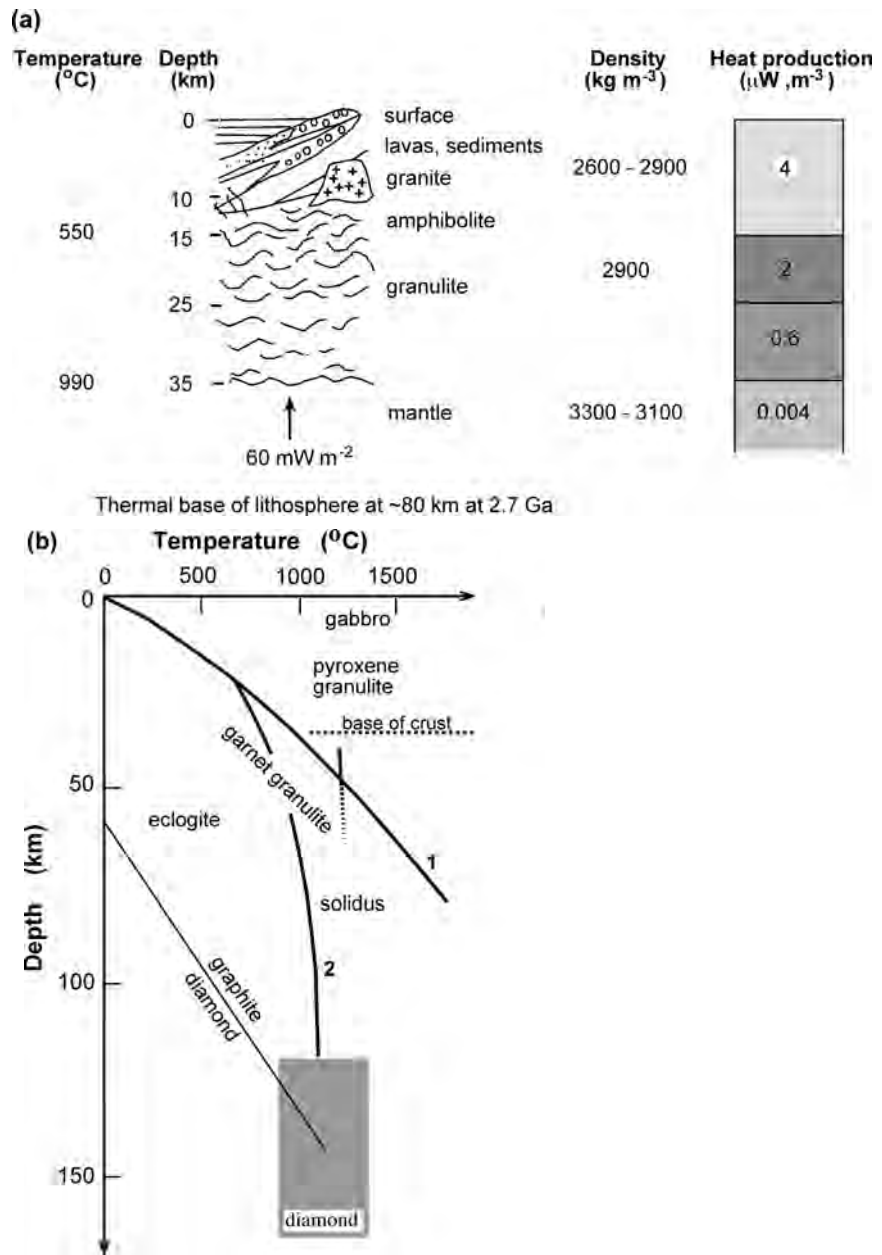 (a)
Temperature Depth Density Heat production
(°C) (km) (kg m-3) (μW ,m-3 )
0 surface
lavas, sediments
2600 - 2900 4
granite
10
amphibolite
550 15
2900 2
granulite
25
0.6
990 35
mantle 3300 - 3100 0.004
60 mW m-2
Thermal base of lithosphere at ~80 km at 2.7 Ga
(b) Temperature (°C)
0 500 1000 1500
0
gabbro
pyroxene
granulite
base of crust
garnet granulite
50
eclogite
1
solidus
Depth (km)
2
graphite
diamond
100
150
diamond